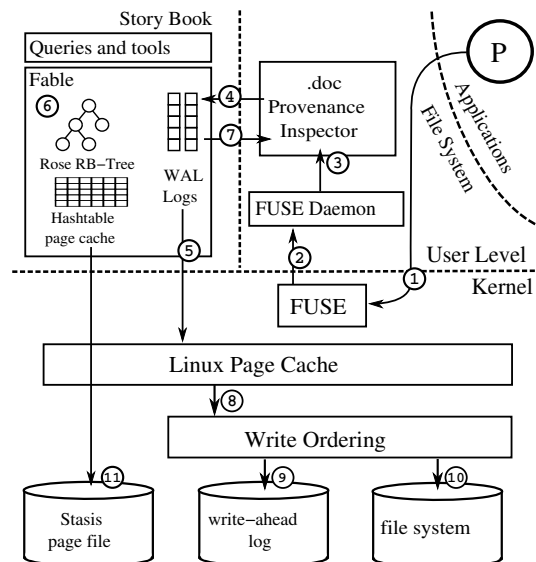 Story Book
Queries and tools
Fable
6
Rose RB-Tree
Hashtable
page cache
WAL
Logs
4
7
5
.doc
Provenance
Inspector
3
FUSE Daemon
2
FUSE
P
Applications
File System
User Level
1
Kernel
Linux Page Cache
8
Write Ordering
11
9
10
Stasis
page file
write-ahead
log
file system